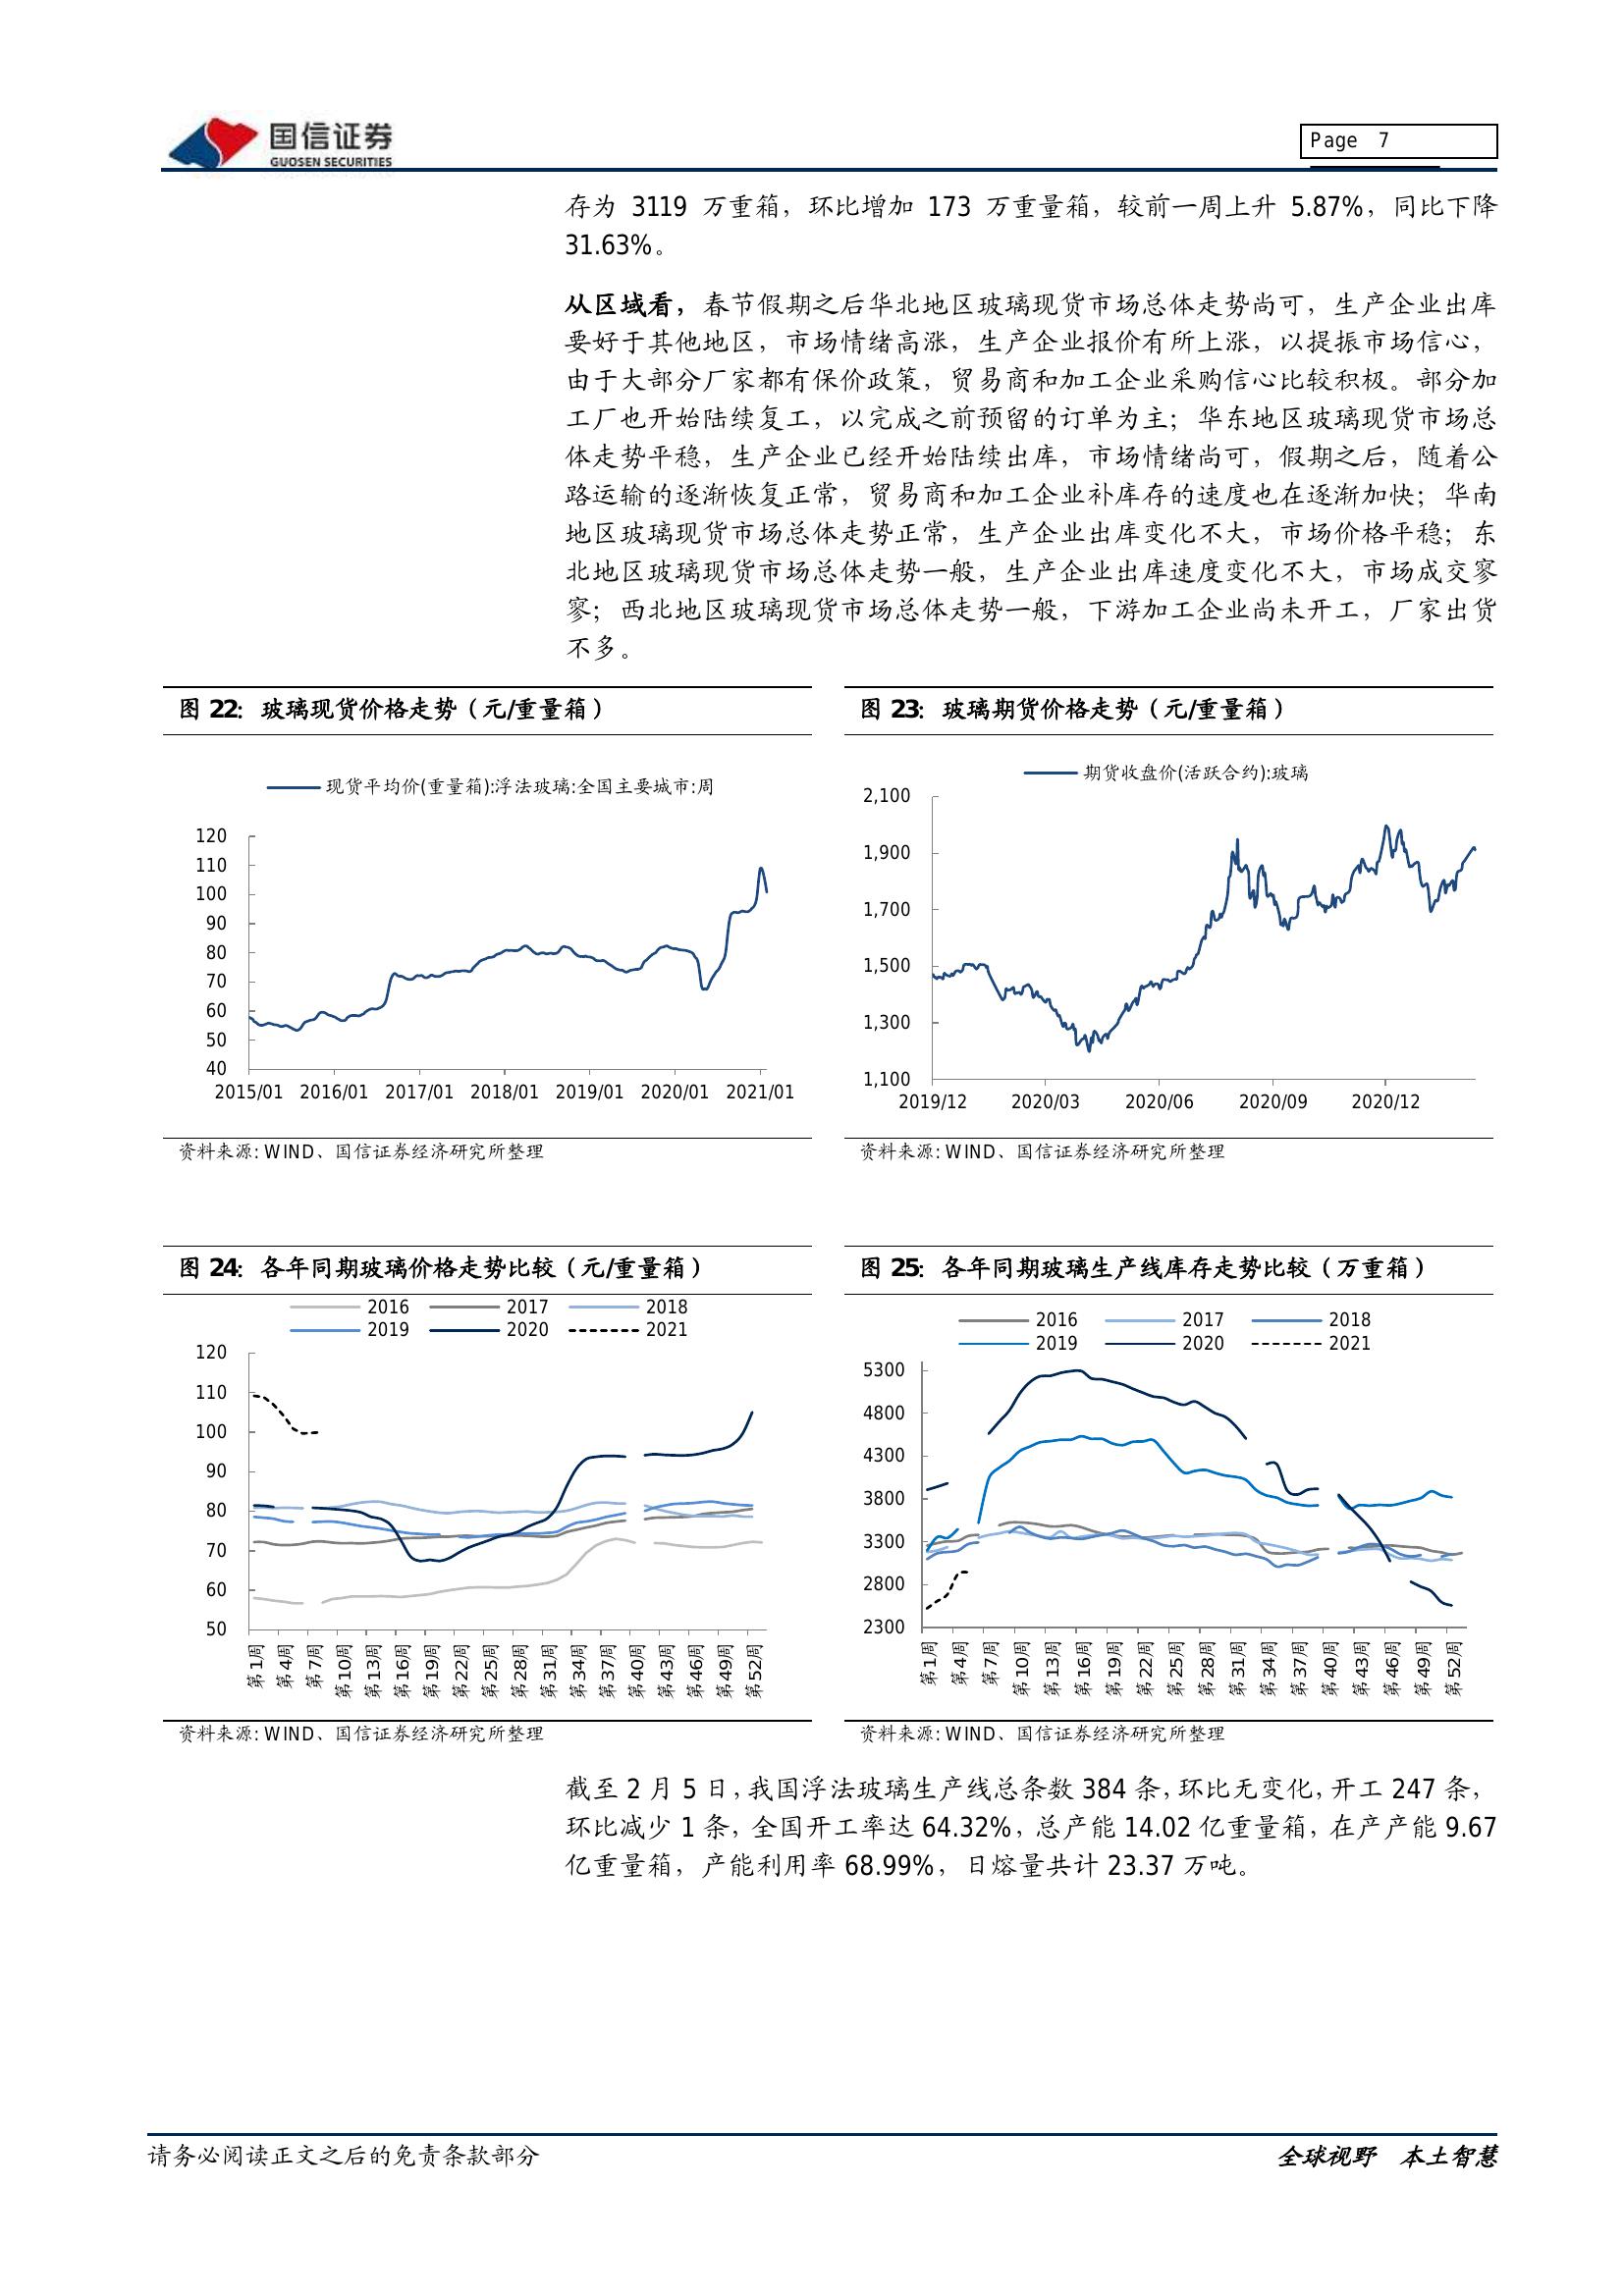 国信证券
GUOSEN SECURITIES
Page 7
存为 3119 万重箱，环比增加 173 万重量箱，较前一周上升 5.87%，同比下降
31.63%。
从区域看，春节假期之后华北地区玻璃现货市场总体走势尚可，生产企业出库
要好于其他地区，市场情绪高涨，生产企业报价有所上涨，以提振市场信心，
由于大部分厂家都有保价政策，贸易商和加工企业采购信心比较积极。部分加
工厂也开始陆续复工，以完成之前预留的订单为主；华东地区玻璃现货市场总
体走势平稳，生产企业已经开始陆续出库，市场情绪尚可，假期之后，随着公
路运输的逐渐恢复正常，贸易商和加工企业补库存的速度也在逐渐加快；华南
地区玻璃现货市场总体走势正常，生产企业出库变化不大，市场价格平稳；东
北地区玻璃现货市场总体走势一般，生产企业出库速度变化不大，市场成交寥
寥；西北地区玻璃现货市场总体走势一般，下游加工企业尚未开工，厂家出货
不多。
图 22：玻璃现货价格走势（元/重量箱）
现货平均价(重量箱):浮法玻璃:全国主要城市:周
120
110
100
90
80
70
60
50
40
2015/01 2016/01 2017/01 2018/01 2019/01 2020/01 2021/01
资料来源: WIND、国信证券经济研究所整理
图 23：玻璃期货价格走势（元/重量箱）
期货收盘价(活跃合约):玻璃
2,100
1,900
1,700
1,500
1,300
1,100
2019/12 2020/03 2020/06 2020/09 2020/12
资料来源: WIND、国信证券经济研究所整理
图 24：各年同期玻璃价格走势比较（元/重量箱）
2016 2017 2018
2019 2020 2021
120
110
100
90
80
70
60
50
第1周 第4周 第7周 第10周 第13周 第16周 第19周 第22周 第25周 第28周 第31周 第34周 第37周 第40周 第43周 第46周 第49周 第52周
资料来源: WIND、国信证券经济研究所整理
图 25：各年同期玻璃生产线库存走势比较（万重箱）
2016 2017 2018
2019 2020 2021
5300
4800
4300
3800
3300
2800
2300
第1周 第4周 第7周 第10周 第13周 第16周 第19周 第22周 第25周 第28周 第31周 第34周 第37周 第40周 第43周 第46周 第49周 第52周
资料来源: WIND、国信证券经济研究所整理
截至 2 月 5 日，我国浮法玻璃生产线总条数 384 条，环比无变化，开工 247 条，
环比减少 1 条，全国开工率达 64.32%，总产能 14.02 亿重量箱，在产产能 9.67
亿重量箱，产能利用率 68.99%，日熔量共计 23.37 万吨。
请务必阅读正文之后的免责条款部分
全球视野 本土智慧